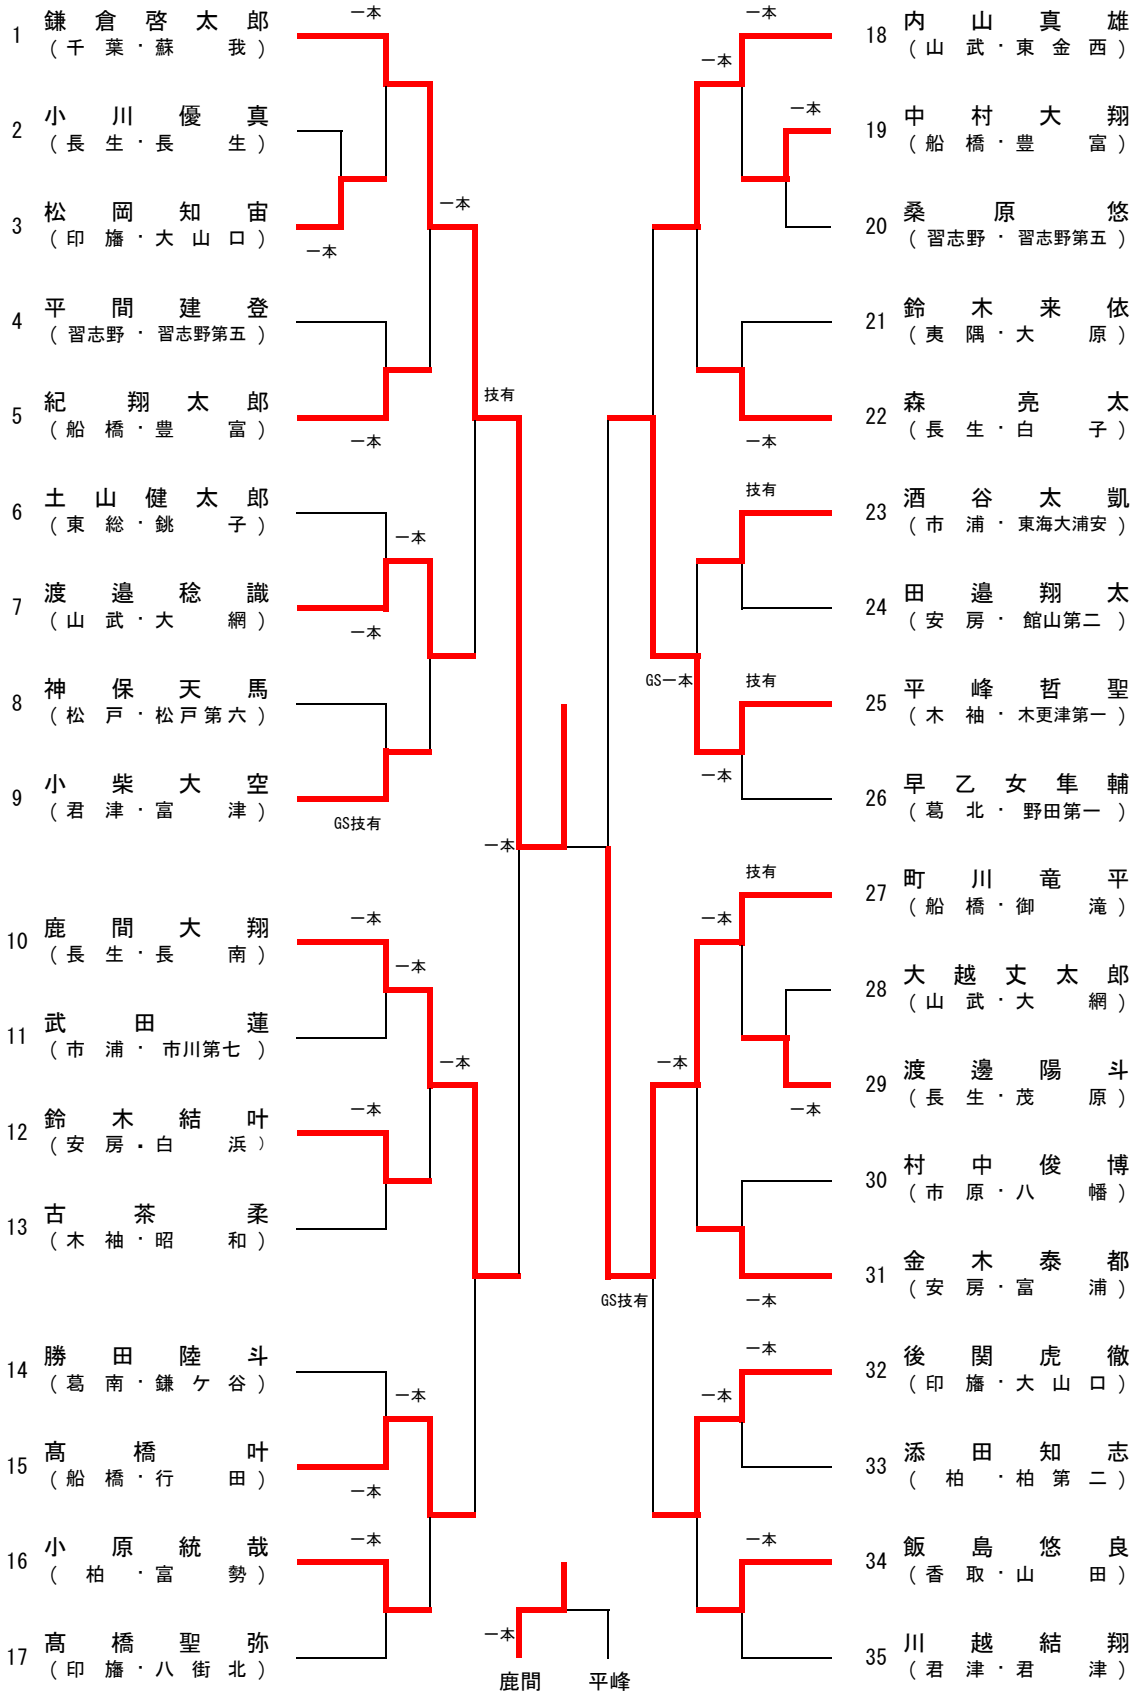 1 鎌倉啓太郎
(千葉・蘇我)
2 小川優真
(長生・長生)
3 松岡知宙
(印旛・大山口)
4 平間建登
(習志野・習志野第五)
5 紀翔太郎
(船橋・豊富)
6 土山健太郎
(東総・銚子)
7 渡邉稔識
(山武・大網)
8 神保天馬
(松戸・松戸第六)
9 小柴大空
(君津・富津)
10 鹿間大翔
(長生・長南)
11 武田蓮
(市浦・市川第七)
12 鈴木結叶
(安房・白浜)
13 古茶柔
(木袖・昭和)
14 勝田陸斗
(葛南・鎌ケ谷)
15 髙橋叶
(船橋・行田)
16 小原統哉
(柏・富勢)
17 髙橋聖弥
(印旛・八街北)
一本
一本
一本
一本
技有
一本
一本
GS技有
一本
一本
一本
一本
一本
一本
一本
一本
一本
鹿間 平峰
一本
一本
一本
一本
技有
GS一本
技有
一本
技有
一本
一本
一本
GS技有
一本
一本
一本
一本
18 内山真雄
(山武・東金西)
19 中村大翔
(船橋・豊富)
20 桑原悠
(習志野・習志野第五)
21 鈴木来依
(夷隅・大原)
22 森亮太
(長生・白子)
23 酒谷太凱
(市浦・東海大浦安)
24 田邉翔太
(安房・館山第二)
25 平峰哲聖
(木袖・木更津第一)
26 早乙女隼輔
(葛北・野田第一)
27 町川竜平
(船橋・御滝)
28 大越丈太郎
(山武・大網)
29 渡邊陽斗
(長生・茂原)
30 村中俊博
(市原・八幡)
31 金木泰都
(安房・富浦)
32 後関虎徹
(印旛・大山口)
33 添田知志
(柏・柏第二)
34 飯島悠良
(香取・山田)
35 川越結翔
(君津・君津)